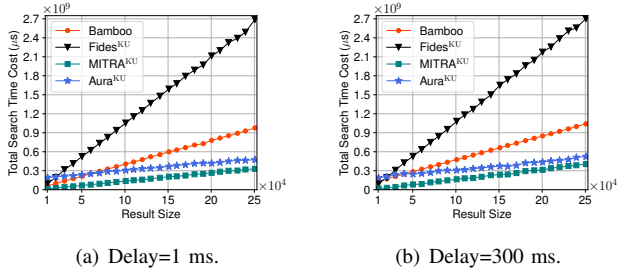 ×10⁹
2.7
2.4
2.1
1.8
1.5
1.2
0.9
0.6
0.3
0
Total Search Time Cost (μs)
Bamboo
Fides^KU
MITRA^KU
Aura^KU
1 5 10 15 20 25
×10⁴
Result Size
(a) Delay=1 ms.
×10⁹
2.7
2.4
2.1
1.8
1.5
1.2
0.9
0.6
0.3
0
Total Search Time Cost (μs)
Bamboo
Fides^KU
MITRA^KU
Aura^KU
1 5 10 15 20 25
×10⁴
Result Size
(b) Delay=300 ms.